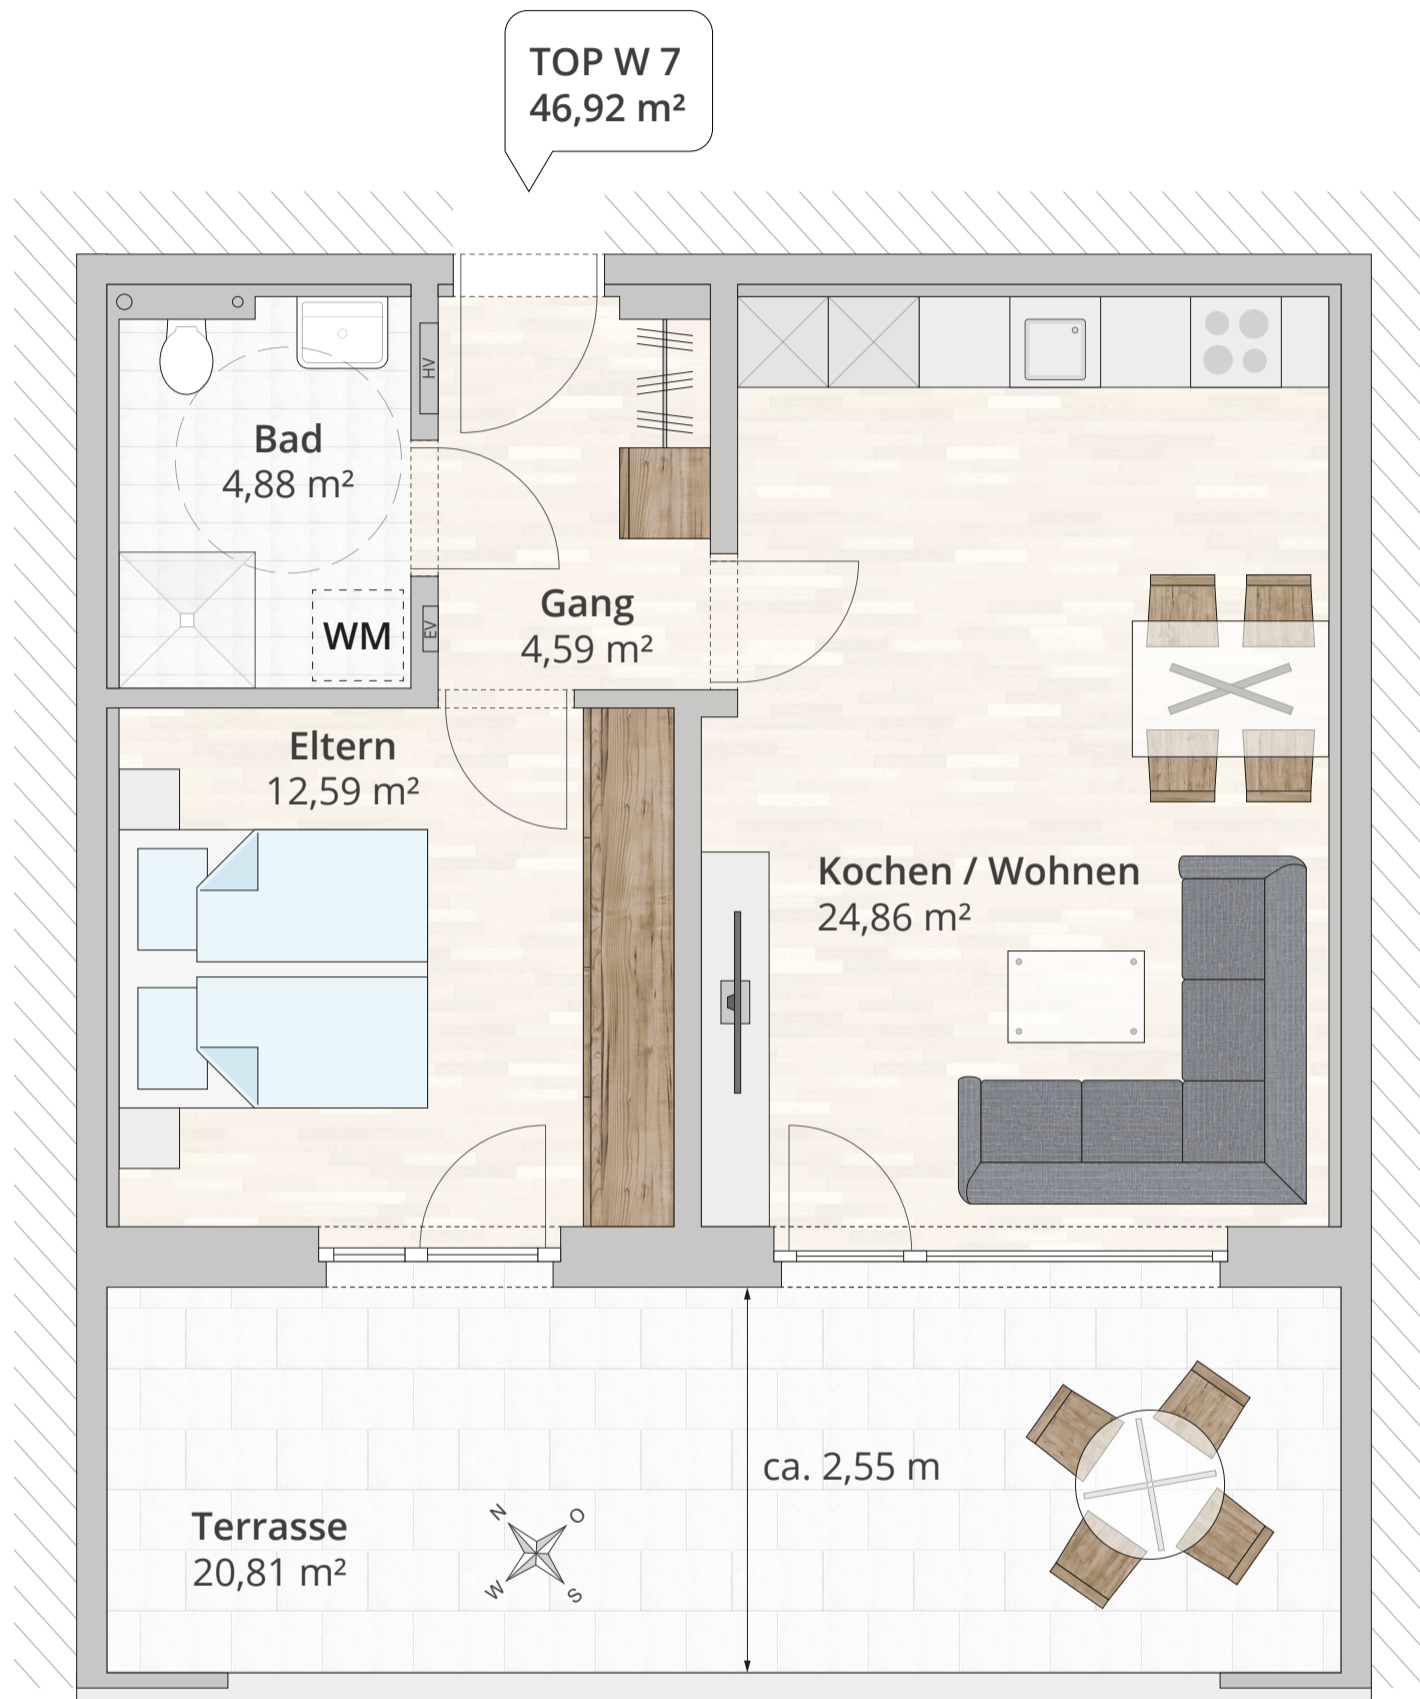 TOP W 7
46,92 m²
HV
Bad
4,88 m²
Gang
4,59 m²
EV
WM
Eltern
12,59 m²
Kochen / Wohnen
24,86 m²
ca. 2,55 m
Terrasse
20,81 m²
N
O
W
S